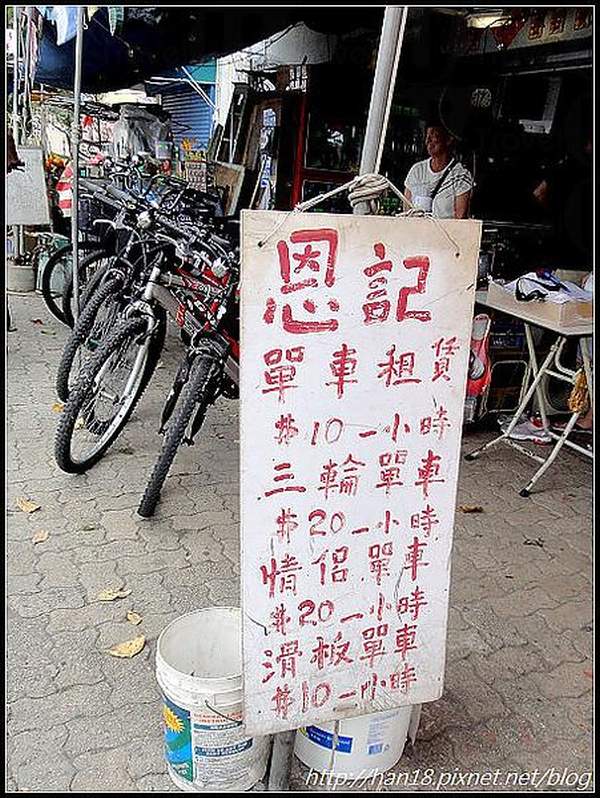 恩記
單車租賃
$10一小時
三輪單車
$20一小時
情侶單車
$20一小時
滑板單車
$10一小時
http://han18.pixnet.net/blog